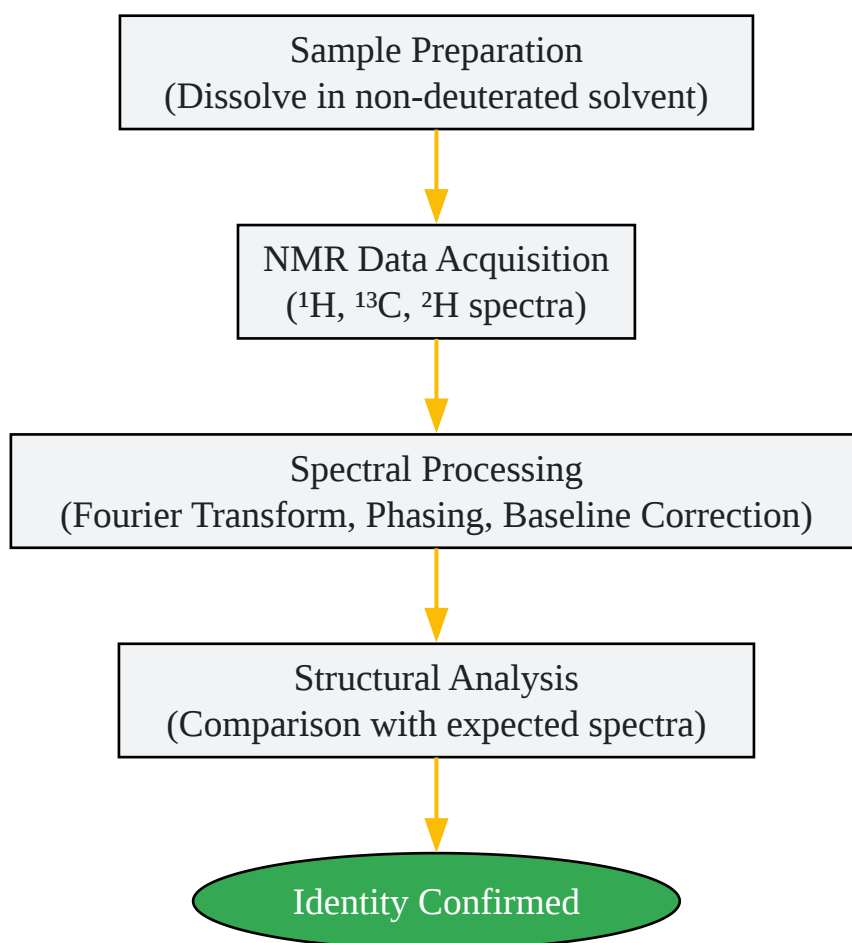 Sample Preparation
(Dissolve in non-deuterated solvent)
NMR Data Acquisition
(¹H, ¹³C, ²H spectra)
Spectral Processing
(Fourier Transform, Phasing, Baseline Correction)
Structural Analysis
(Comparison with expected spectra)
Identity Confirmed